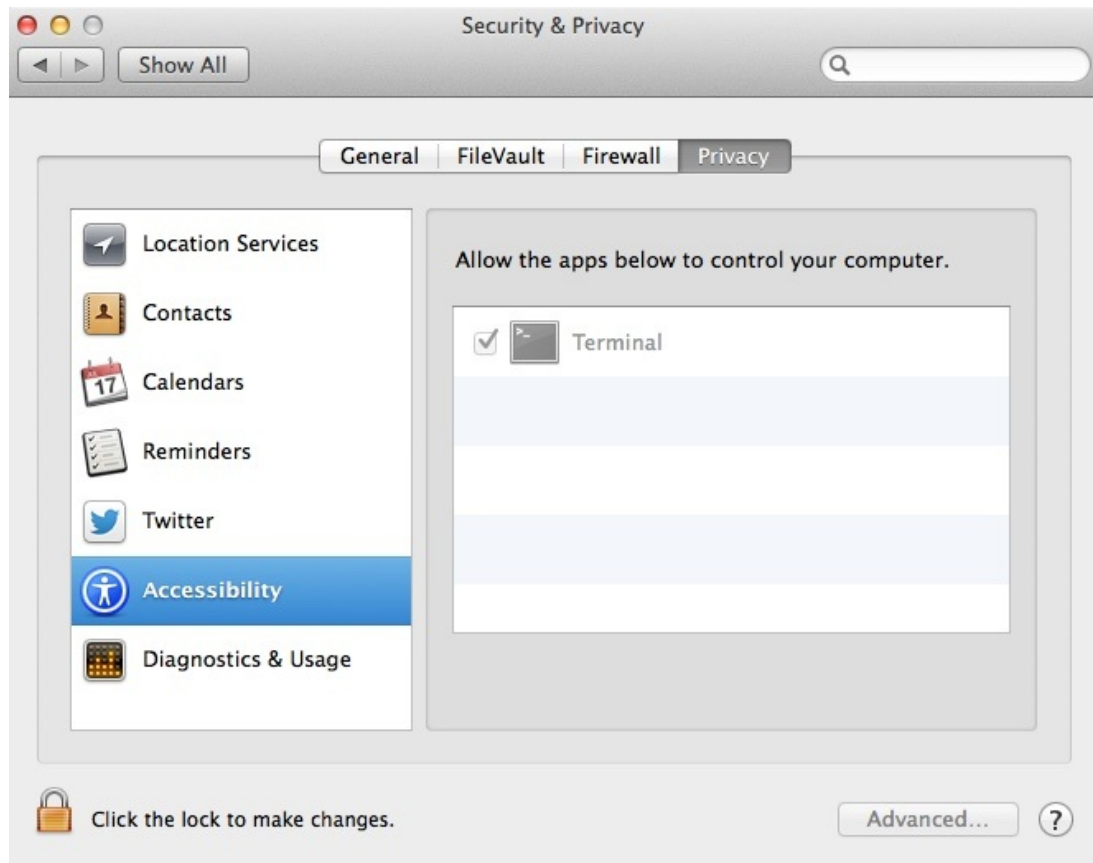 Security & Privacy
Show All
General FileVault Firewall Privacy
Location Services
Contacts
17 Calendars
Reminders
Twitter
Accessibility
Diagnostics & Usage
Allow the apps below to control your computer.
>_ Terminal
Click the lock to make changes.
Advanced... ?